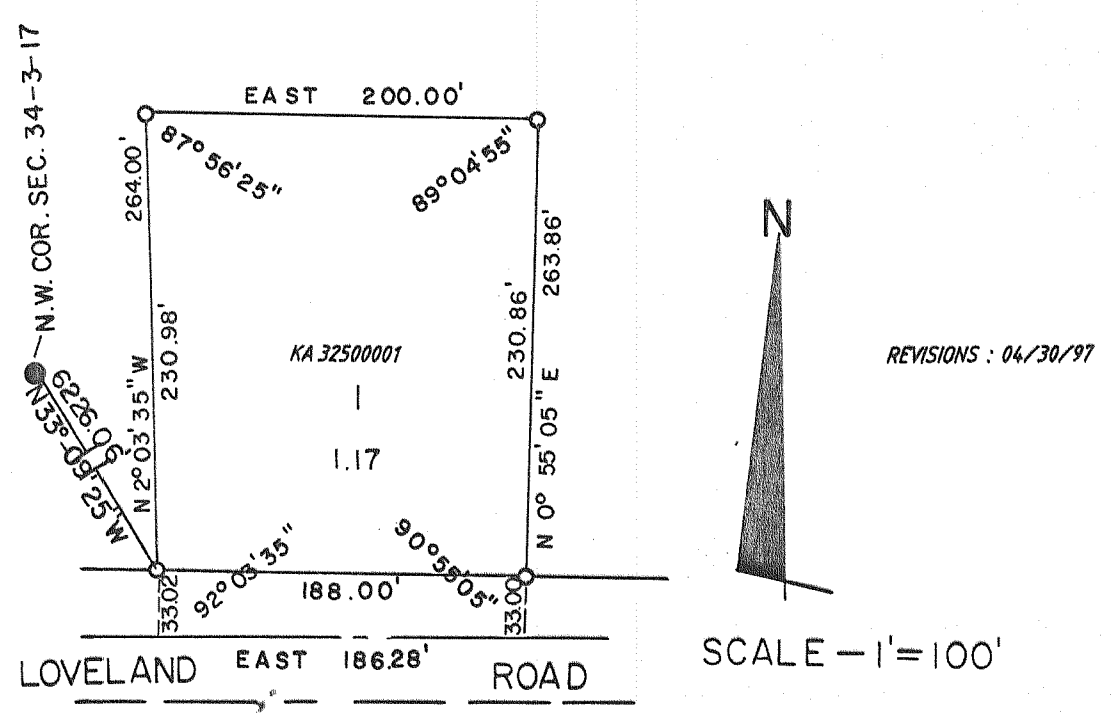 N.W. COR. SEC. 34-3-17
EAST 200.00'
87°56'25"
89°04'55"
264.00'
263.86'
N
230.98'
230.86'
KA 32500001
REVISIONS : 04/30/97
6226.06'
N33°-09'25"W
N 2° 03' 35" W
1
1.17
N 0° 55' 05" E
92°03'35"
90°55'05"
188.00'
33.02
33.00
EAST 186.28'
LOVELAND ROAD
SCALE - 1'=100'